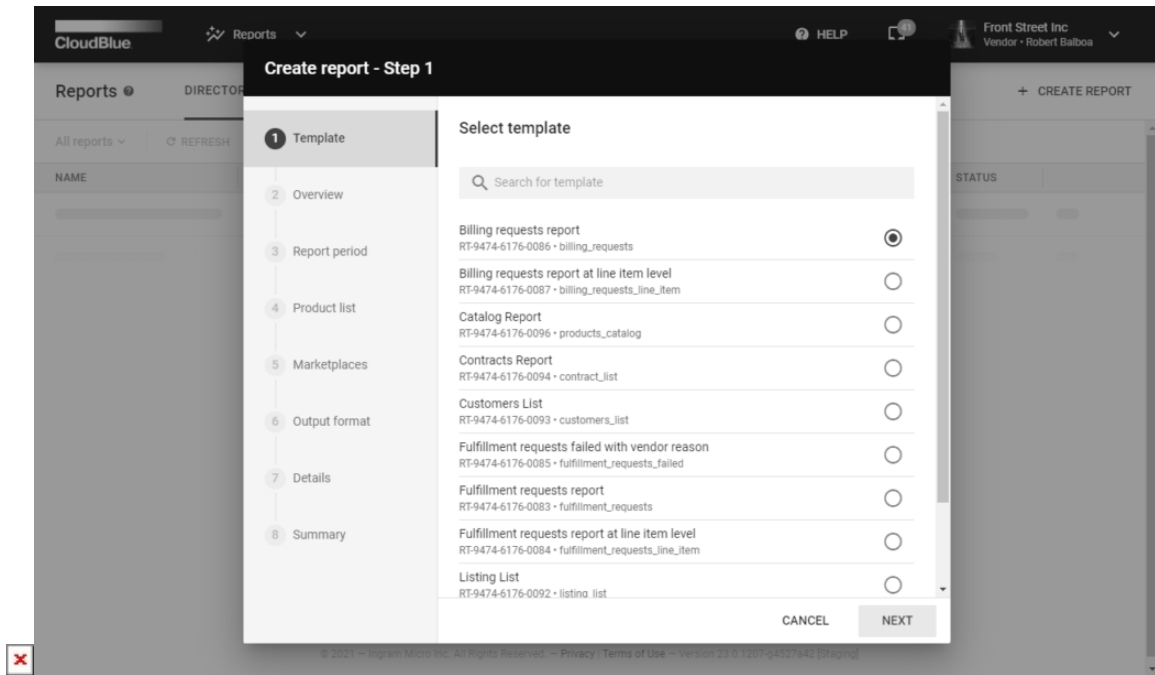 CloudBlue
Reports
HELP
41
Front Street Inc
Vendor • Robert Balboa
Create report - Step 1
Reports
DIRECTOR
+ CREATE REPORT
All reports
REFRESH
NAME
STATUS
1 Template
2 Overview
3 Report period
4 Product list
5 Marketplaces
6 Output format
7 Details
8 Summary
Select template
Search for template
Billing requests report
RT-9474-6176-0086 • billing_requests
Billing requests report at line item level
RT-9474-6176-0087 • billing_requests_line_item
Catalog Report
RT-9474-6176-0096 • products_catalog
Contracts Report
RT-9474-6176-0094 • contract_list
Customers List
RT-9474-6176-0093 • customers_list
Fulfillment requests failed with vendor reason
RT-9474-6176-0085 • fulfillment_requests_failed
Fulfillment requests report
RT-9474-6176-0083 • fulfillment_requests
Fulfillment requests report at line item level
RT-9474-6176-0084 • fulfillment_requests_line_item
Listing List
RT-9474-6176-0092 • listing_list
CANCEL
NEXT
© 2021 — Ingram Micro Inc. All Rights Reserved. — Privacy | Terms of Use — Version 23.0.1207-g4527a42 [Staging]